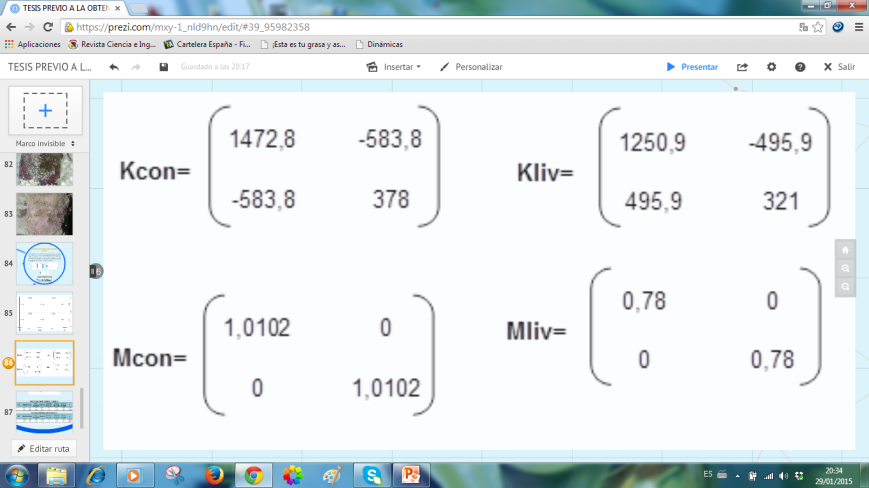 TESIS PREVIO A LA OBTEN
https://prezi.com/mxy-1_nld9hn/edit/#39_95982358
Aplicaciones Revista Ciencia e Ing... Cartelera España - Fi... ¡Esta es tu grasa y as... Dinámicas
TESIS PREVIO A L... Guardado a las 20:17 Insertar Personalizar Presentar Salir
Marco invisible
82
83
84
85
86
87
Editar ruta
Kcon=
1472,8 -583,8
-583,8 378
Kliv=
1250,9 -495,9
495,9 321
Mcon=
1,0102 0
0 1,0102
Mliv=
0,78 0
0 0,78
ES
20:34
29/01/2015